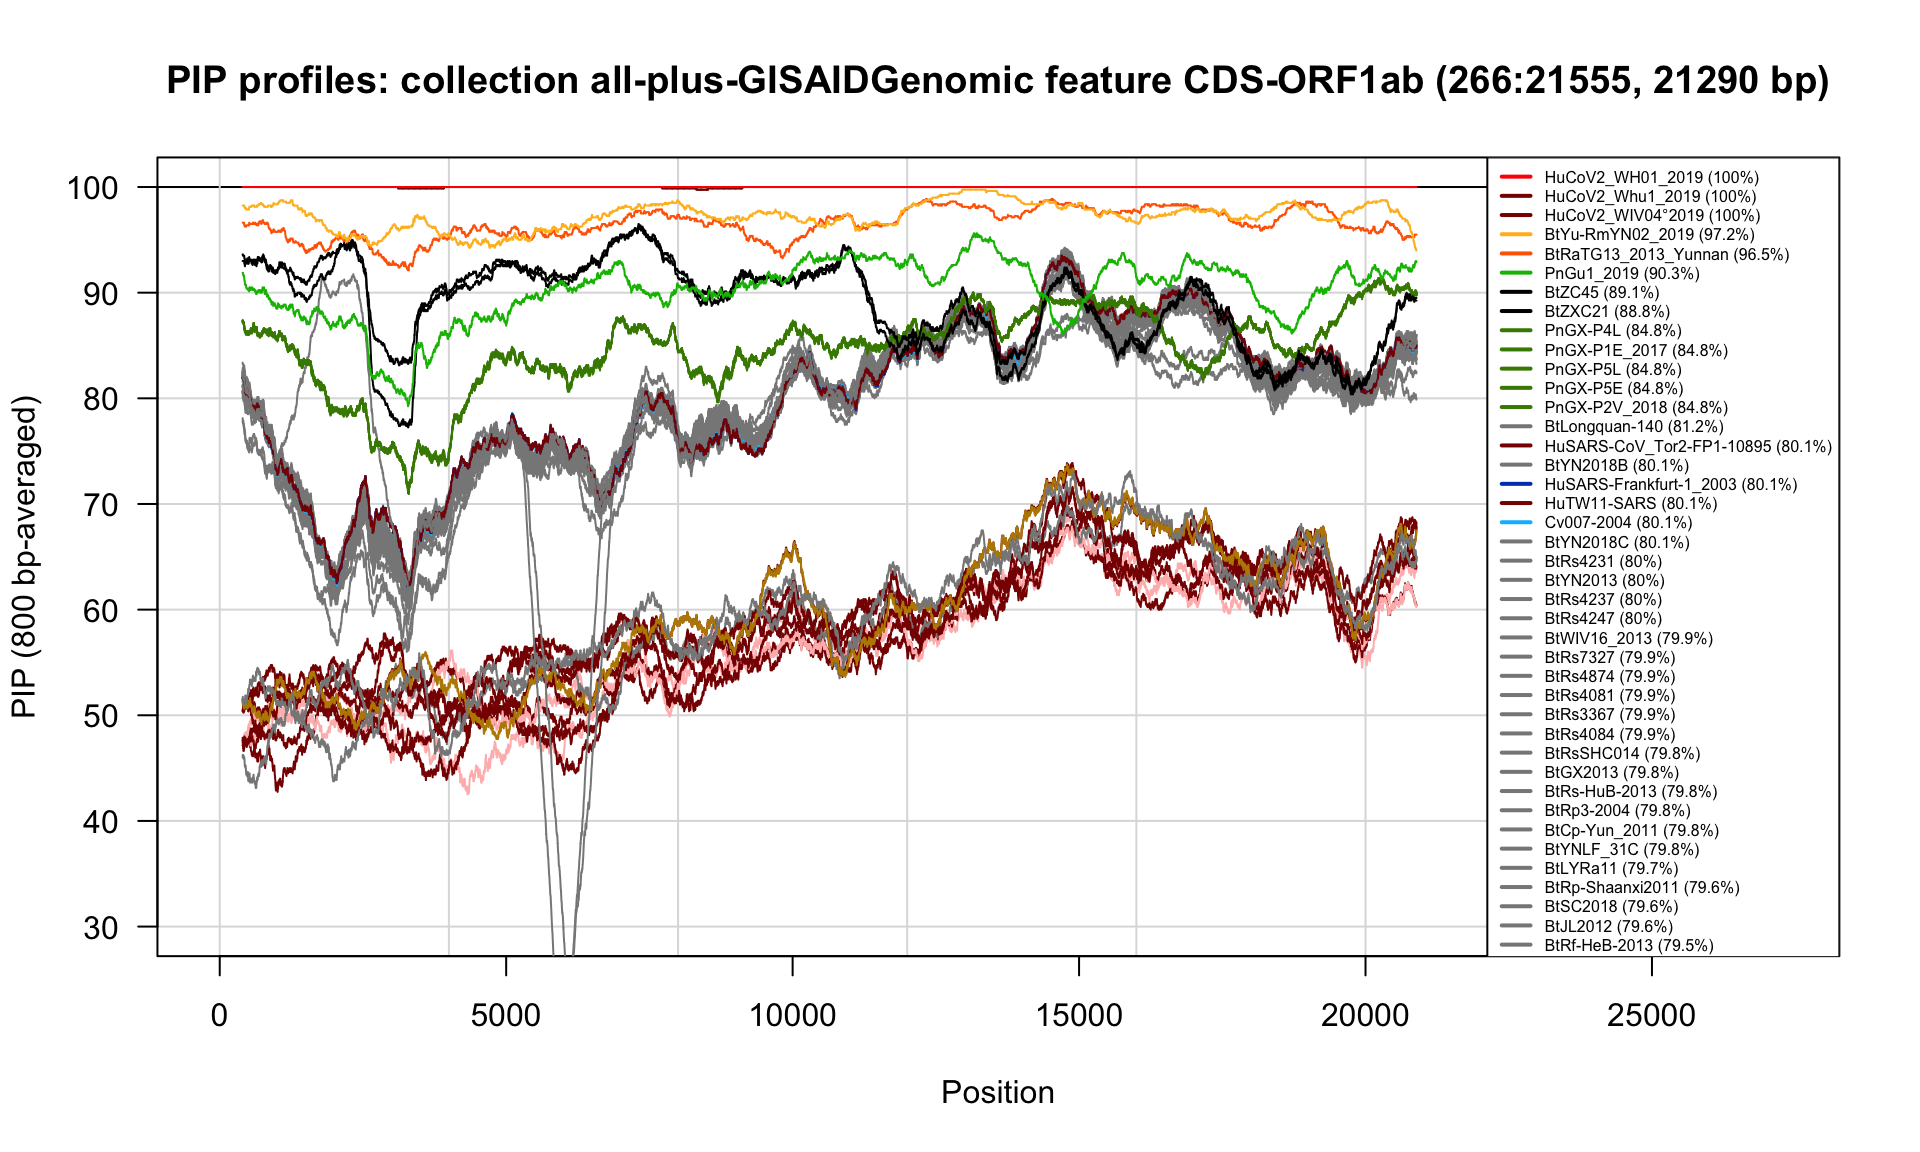 PIP profiles: collection all-plus-GISAIDGenomic feature CDS-ORF1ab (266:21555, 21290 bp)
PIP (800 bp-averaged)
100
90
80
70
60
50
40
30
0
5000
10000
15000
20000
25000
Position
HuCoV2_WH01_2019 (100%)
HuCoV2_Whu1_2019 (100%)
HuCoV2_WIV04°2019 (100%)
BtYu-RmYN02_2019 (97.2%)
BtRaTG13_2013_Yunnan (96.5%)
PnGu1_2019 (90.3%)
BtZC45 (89.1%)
BtZXC21 (88.8%)
PnGX-P4L (84.8%)
PnGX-P1E_2017 (84.8%)
PnGX-P5L (84.8%)
PnGX-P5E (84.8%)
PnGX-P2V_2018 (84.8%)
BtLongquan-140 (81.2%)
HuSARS-CoV_Tor2-FP1-10895 (80.1%)
BtYN2018B (80.1%)
HuSARS-Frankfurt-1_2003 (80.1%)
HuTW11-SARS (80.1%)
Cv007-2004 (80.1%)
BtYN2018C (80.1%)
BtRs4231 (80%)
BtYN2013 (80%)
BtRs4237 (80%)
BtRs4247 (80%)
BtWIV16_2013 (79.9%)
BtRs7327 (79.9%)
BtRs4874 (79.9%)
BtRs4081 (79.9%)
BtRs3367 (79.9%)
BtRs4084 (79.9%)
BtRsSHC014 (79.8%)
BtGX2013 (79.8%)
BtRs-HuB-2013 (79.8%)
BtRp3-2004 (79.8%)
BtCp-Yun_2011 (79.8%)
BtYNLF_31C (79.8%)
BtLYRa11 (79.7%)
BtRp-Shaanxi2011 (79.6%)
BtSC2018 (79.6%)
BtJL2012 (79.6%)
BtRf-HeB-2013 (79.5%)